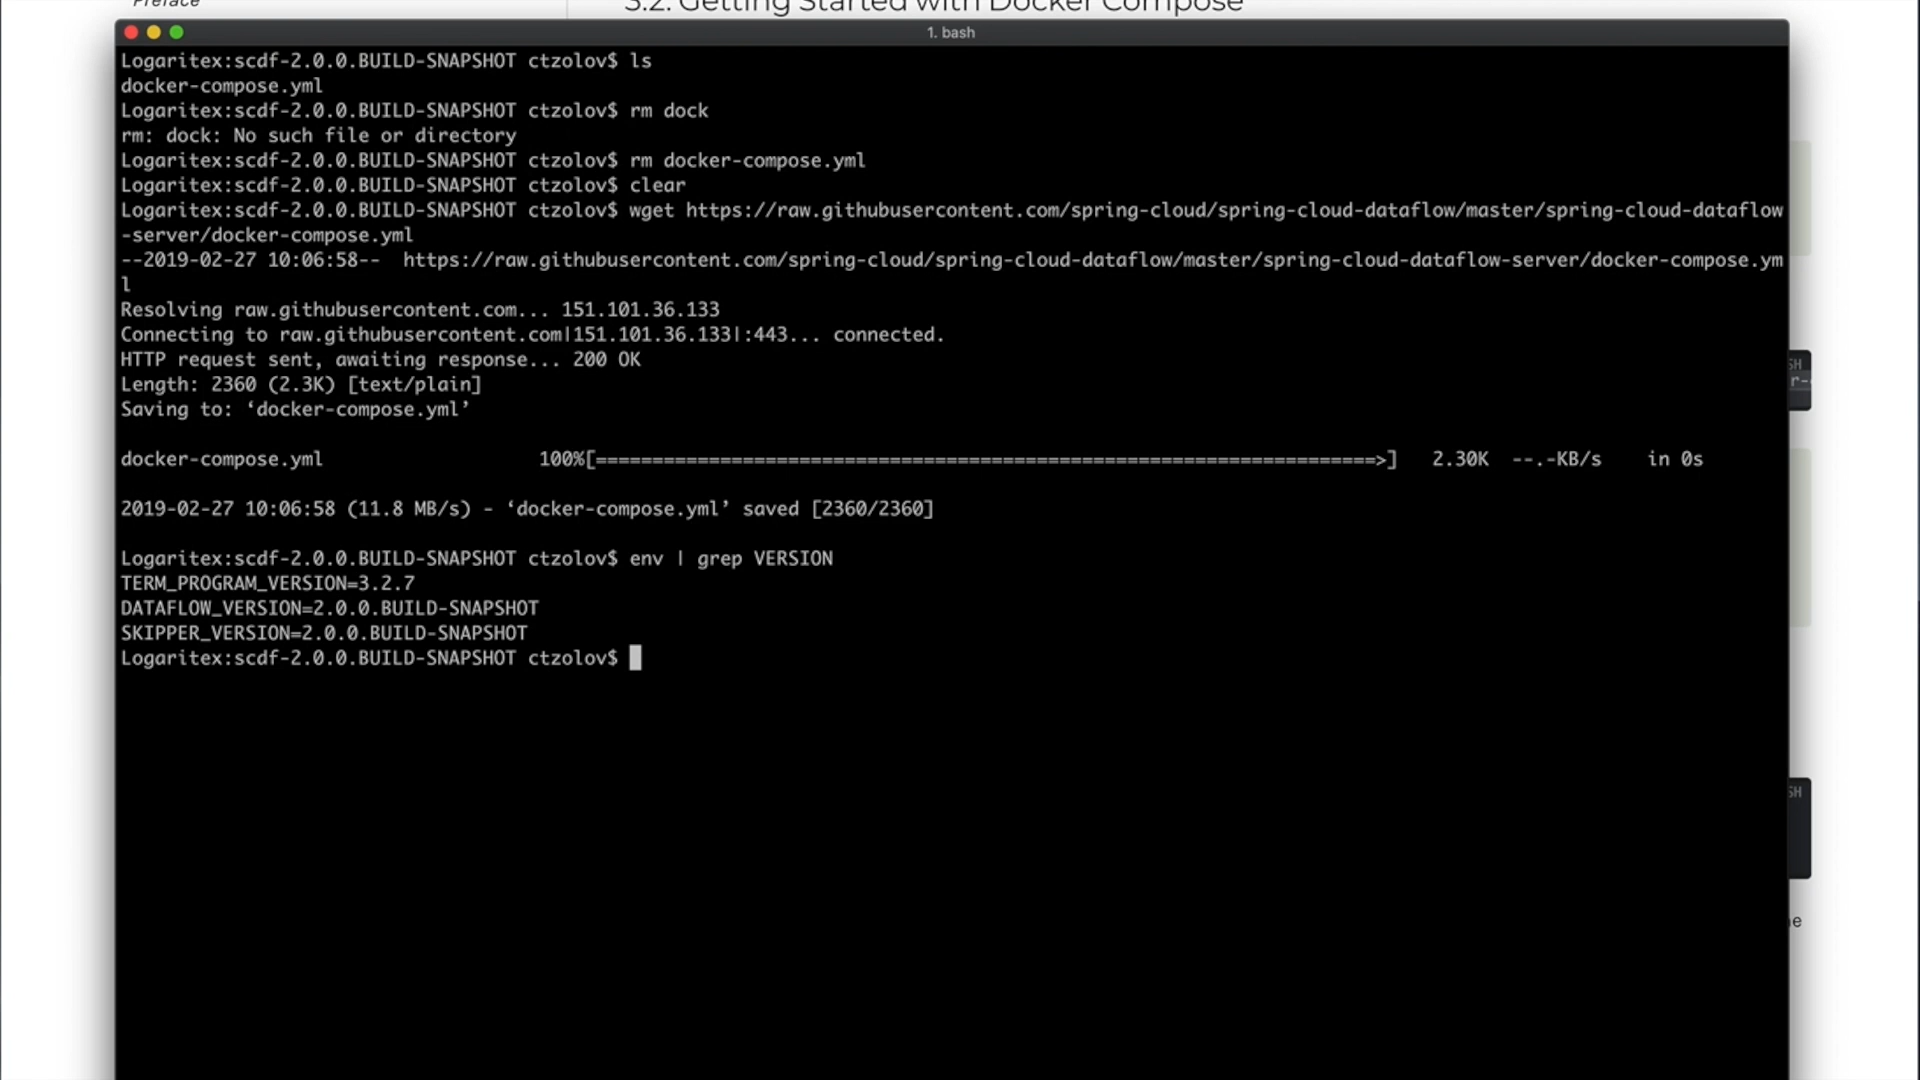 Preface
3.2. Getting Started with Docker Compose
1. bash
Logaritex:scdf-2.0.0.BUILD-SNAPSHOT ctzolov$ ls
docker-compose.yml
Logaritex:scdf-2.0.0.BUILD-SNAPSHOT ctzolov$ rm dock
rm: dock: No such file or directory
Logaritex:scdf-2.0.0.BUILD-SNAPSHOT ctzolov$ rm docker-compose.yml
Logaritex:scdf-2.0.0.BUILD-SNAPSHOT ctzolov$ clear
Logaritex:scdf-2.0.0.BUILD-SNAPSHOT ctzolov$ wget https://raw.githubusercontent.com/spring-cloud/spring-cloud-dataflow/master/spring-cloud-dataflow
-server/docker-compose.yml
--2019-02-27 10:06:58--  https://raw.githubusercontent.com/spring-cloud/spring-cloud-dataflow/master/spring-cloud-dataflow-server/docker-compose.ym
l
Resolving raw.githubusercontent.com... 151.101.36.133
Connecting to raw.githubusercontent.com|151.101.36.133|:443... connected.
HTTP request sent, awaiting response... 200 OK
Length: 2360 (2.3K) [text/plain]
Saving to: ‘docker-compose.yml’
docker-compose.yml 100%[=====================================================================>] 2.30K --.-KB/s in 0s
2019-02-27 10:06:58 (11.8 MB/s) - ‘docker-compose.yml’ saved [2360/2360]
Logaritex:scdf-2.0.0.BUILD-SNAPSHOT ctzolov$ env | grep VERSION
TERM_PROGRAM_VERSION=3.2.7
DATAFLOW_VERSION=2.0.0.BUILD-SNAPSHOT
SKIPPER_VERSION=2.0.0.BUILD-SNAPSHOT
Logaritex:scdf-2.0.0.BUILD-SNAPSHOT ctzolov$